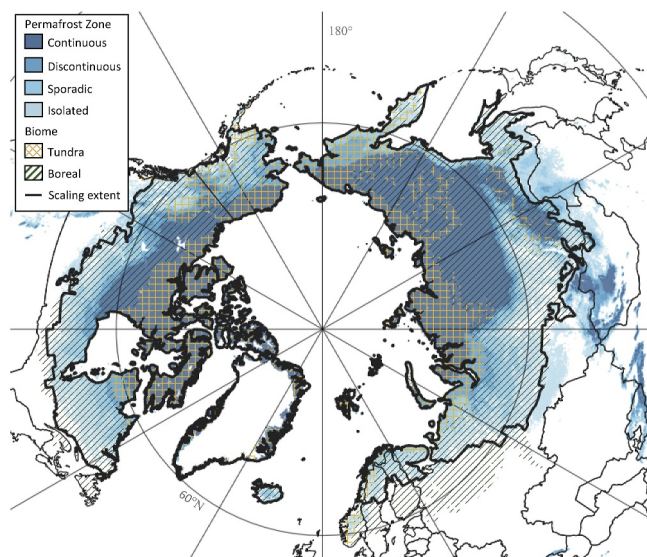 Permafrost Zone
Continuous
Discontinuous
Sporadic
Isolated
Biome
Tundra
Boreal
Scaling extent
180°
60°N